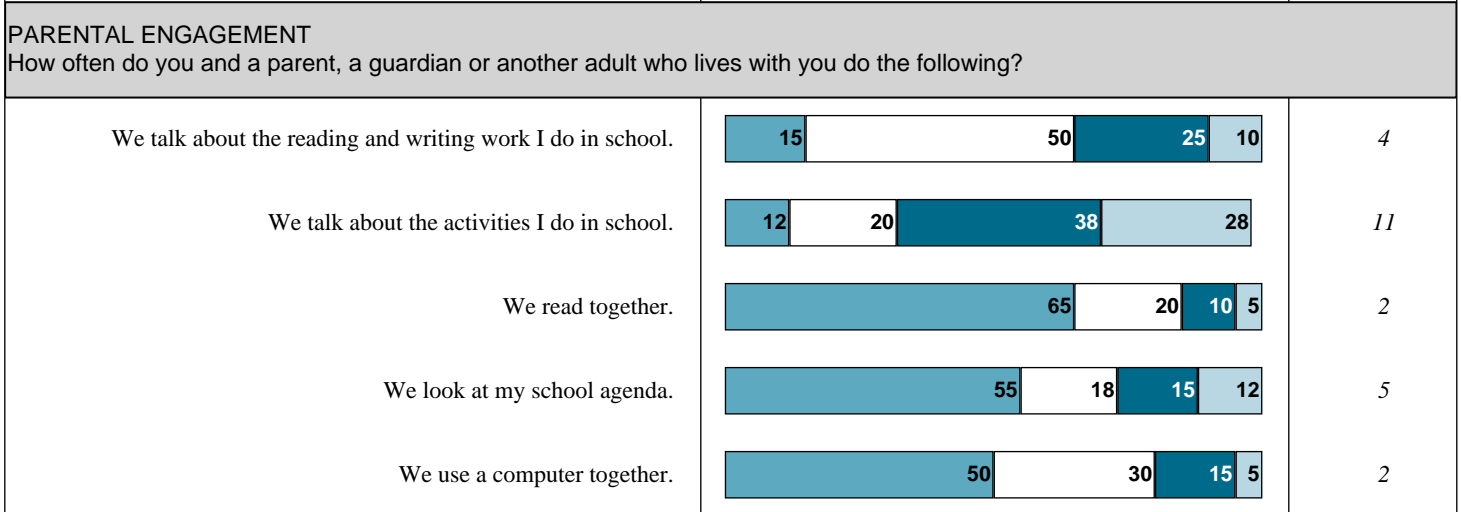 PARENTAL ENGAGEMENT
How often do you and a parent, a guardian or another adult who lives with you do the following?
We talk about the reading and writing work I do in school. 15 50 25 10 4
We talk about the activities I do in school. 12 20 38 28 11
We read together. 65 20 10 5 2
We look at my school agenda. 55 18 15 12 5
We use a computer together. 50 30 15 5 2